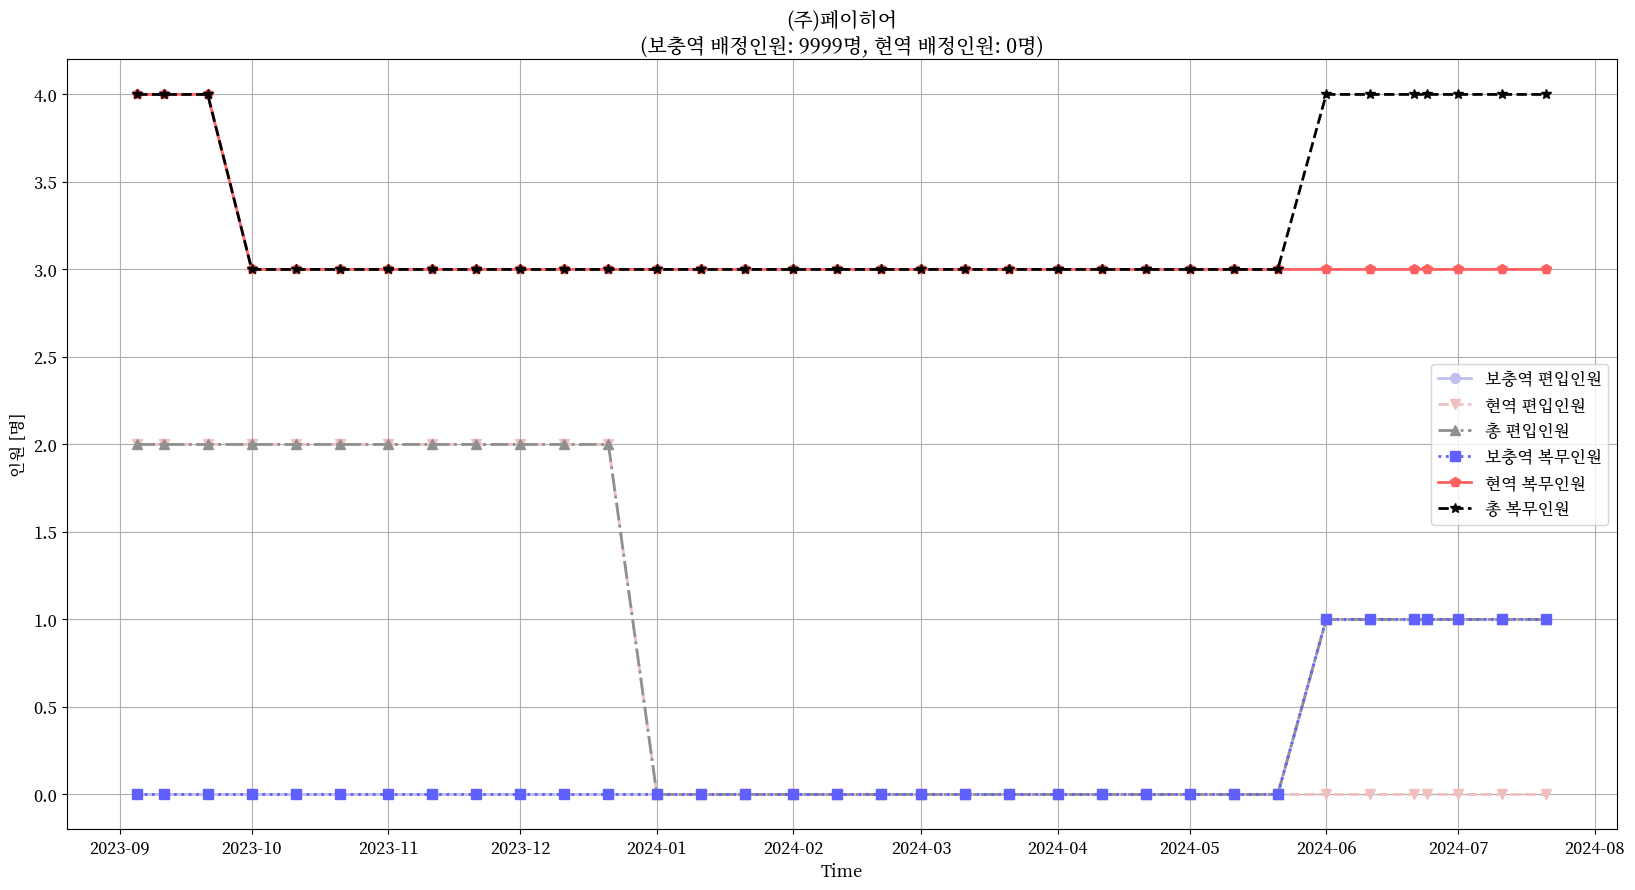 (주)페이히어
(보충역 배정인원: 9999명, 현역 배정인원: 0명)
인원 [명]
4.0
3.5
3.0
2.5
2.0
1.5
1.0
0.5
0.0
보충역 편입인원
현역 편입인원
총 편입인원
보충역 복무인원
현역 복무인원
총 복무인원
2023-09 2023-10 2023-11 2023-12 2024-01 2024-02 2024-03 2024-04 2024-05 2024-06 2024-07 2024-08
Time